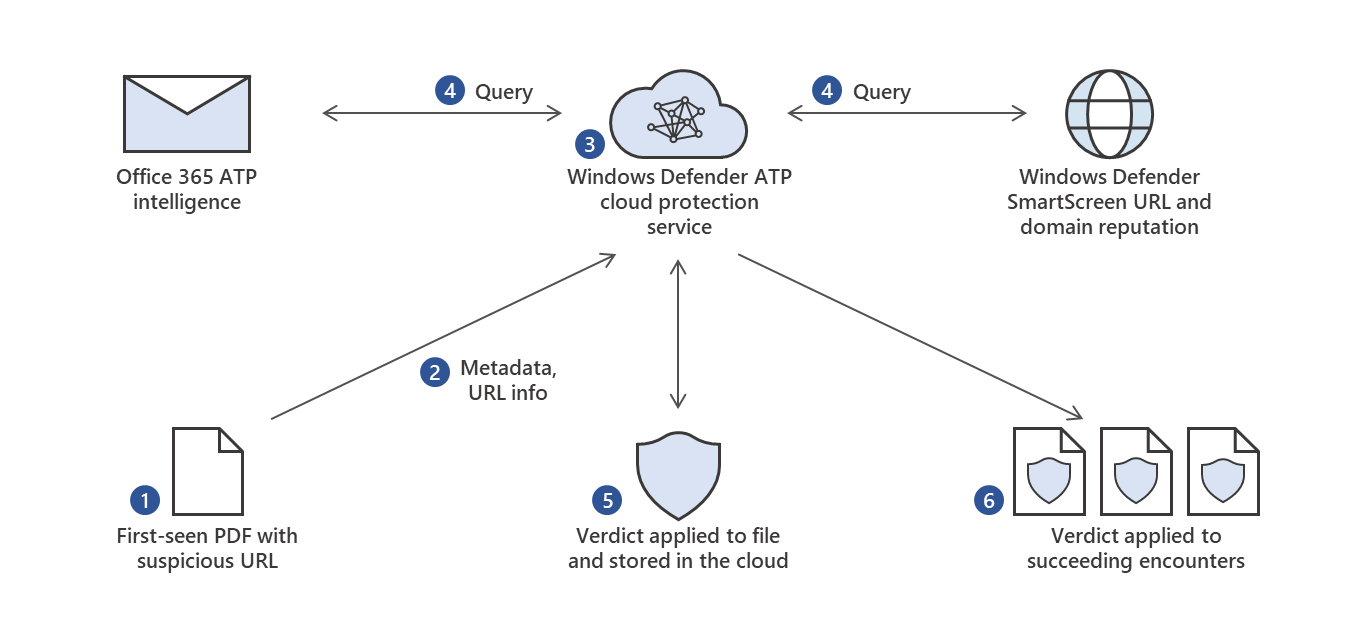 4 Query
4 Query
3
Office 365 ATP
intelligence
Windows Defender ATP
cloud protection
service
Windows Defender
SmartScreen URL and
domain reputation
2 Metadata,
URL info
1
First-seen PDF with
suspicious URL
5
Verdict applied to file
and stored in the cloud
6
Verdict applied to
succeeding encounters